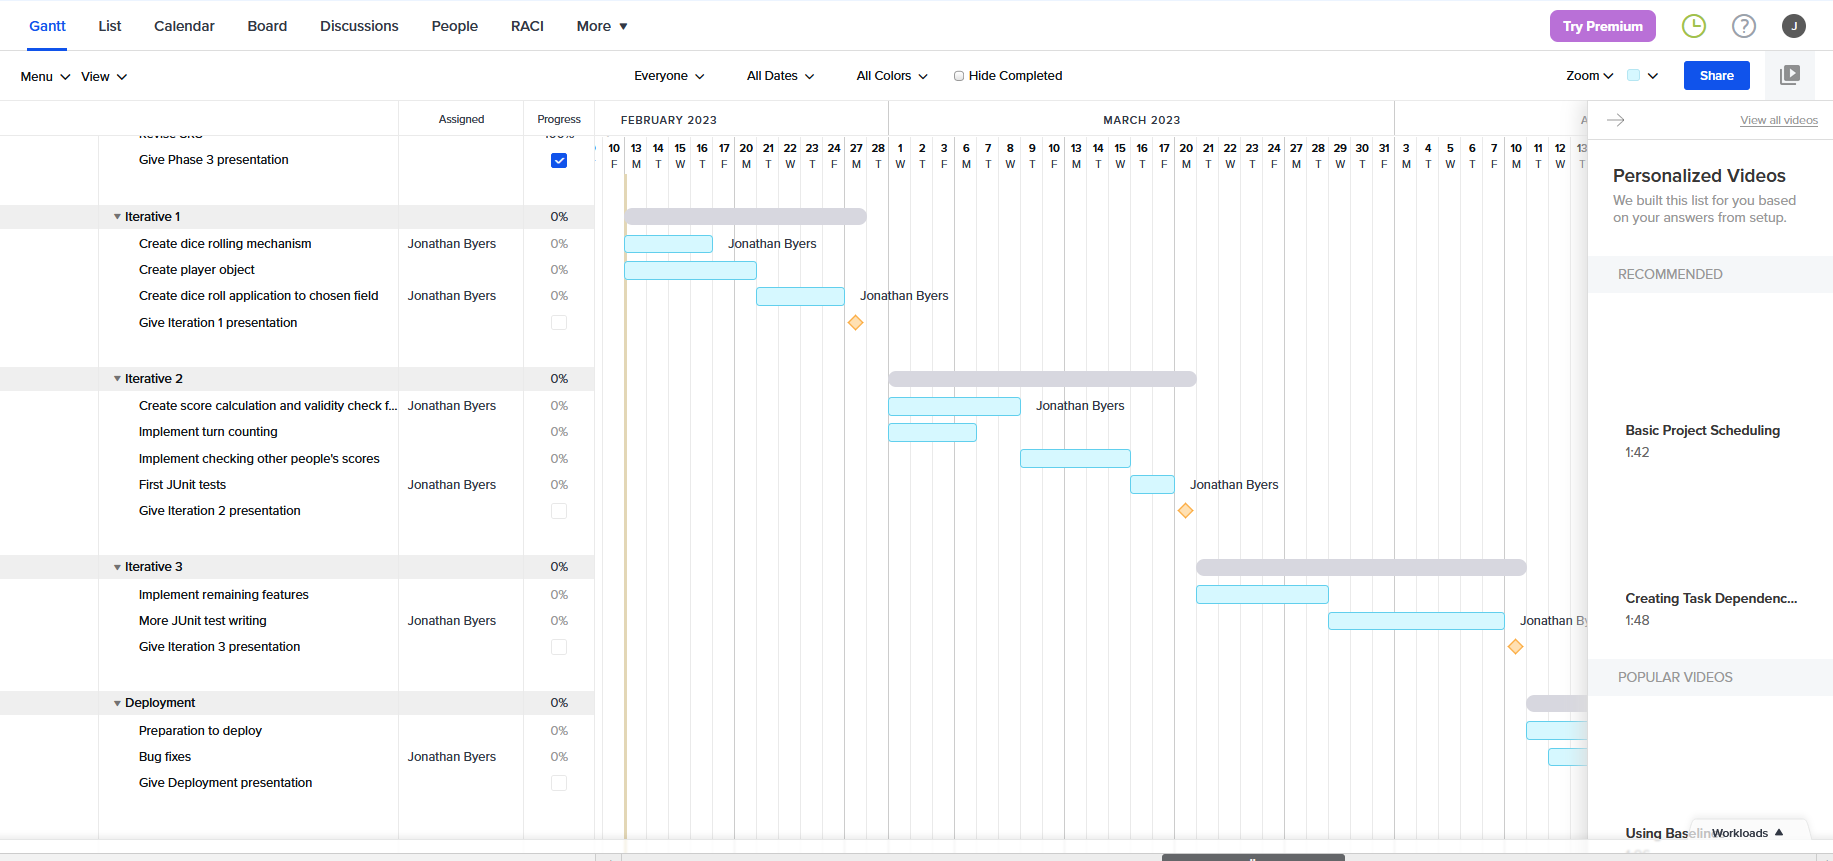 Gantt List Calendar Board Discussions People RACI More Try Premium ? J
Menu View Everyone All Dates All Colors Hide Completed Zoom Share
Assigned Progress FEBRUARY 2023 MARCH 2023 A View all videos
10 13 14 15 16 17 20 21 22 23 24 27 28 1 2 3 6 7 8 9 10 13 14 15 16 17 20 21 22 23 24 27 28 29 30 31 3 4 5 6 7 10 11 12 13
F M T W T F M T W T F M T W T F M T W T F M T W T F M T W T F M T W T F M T W T F M T W T
Give Phase 3 presentation
Iterative 1 0%
Create dice rolling mechanism Jonathan Byers 0% Jonathan Byers
Create player object 0%
Create dice roll application to chosen field Jonathan Byers 0% Jonathan Byers
Give Iteration 1 presentation
Iterative 2 0%
Create score calculation and validity check f... Jonathan Byers 0% Jonathan Byers
Implement turn counting 0%
Implement checking other people's scores 0%
First JUnit tests Jonathan Byers 0% Jonathan Byers
Give Iteration 2 presentation
Iterative 3 0%
Implement remaining features 0%
More JUnit test writing Jonathan Byers 0% Jonathan By
Give Iteration 3 presentation
Deployment 0%
Preparation to deploy 0%
Bug fixes Jonathan Byers 0%
Give Deployment presentation
Personalized Videos
We built this list for you based
on your answers from setup.
RECOMMENDED
Basic Project Scheduling
1:42
Creating Task Dependenc...
1:48
POPULAR VIDEOS
Using Baseline
Workloads